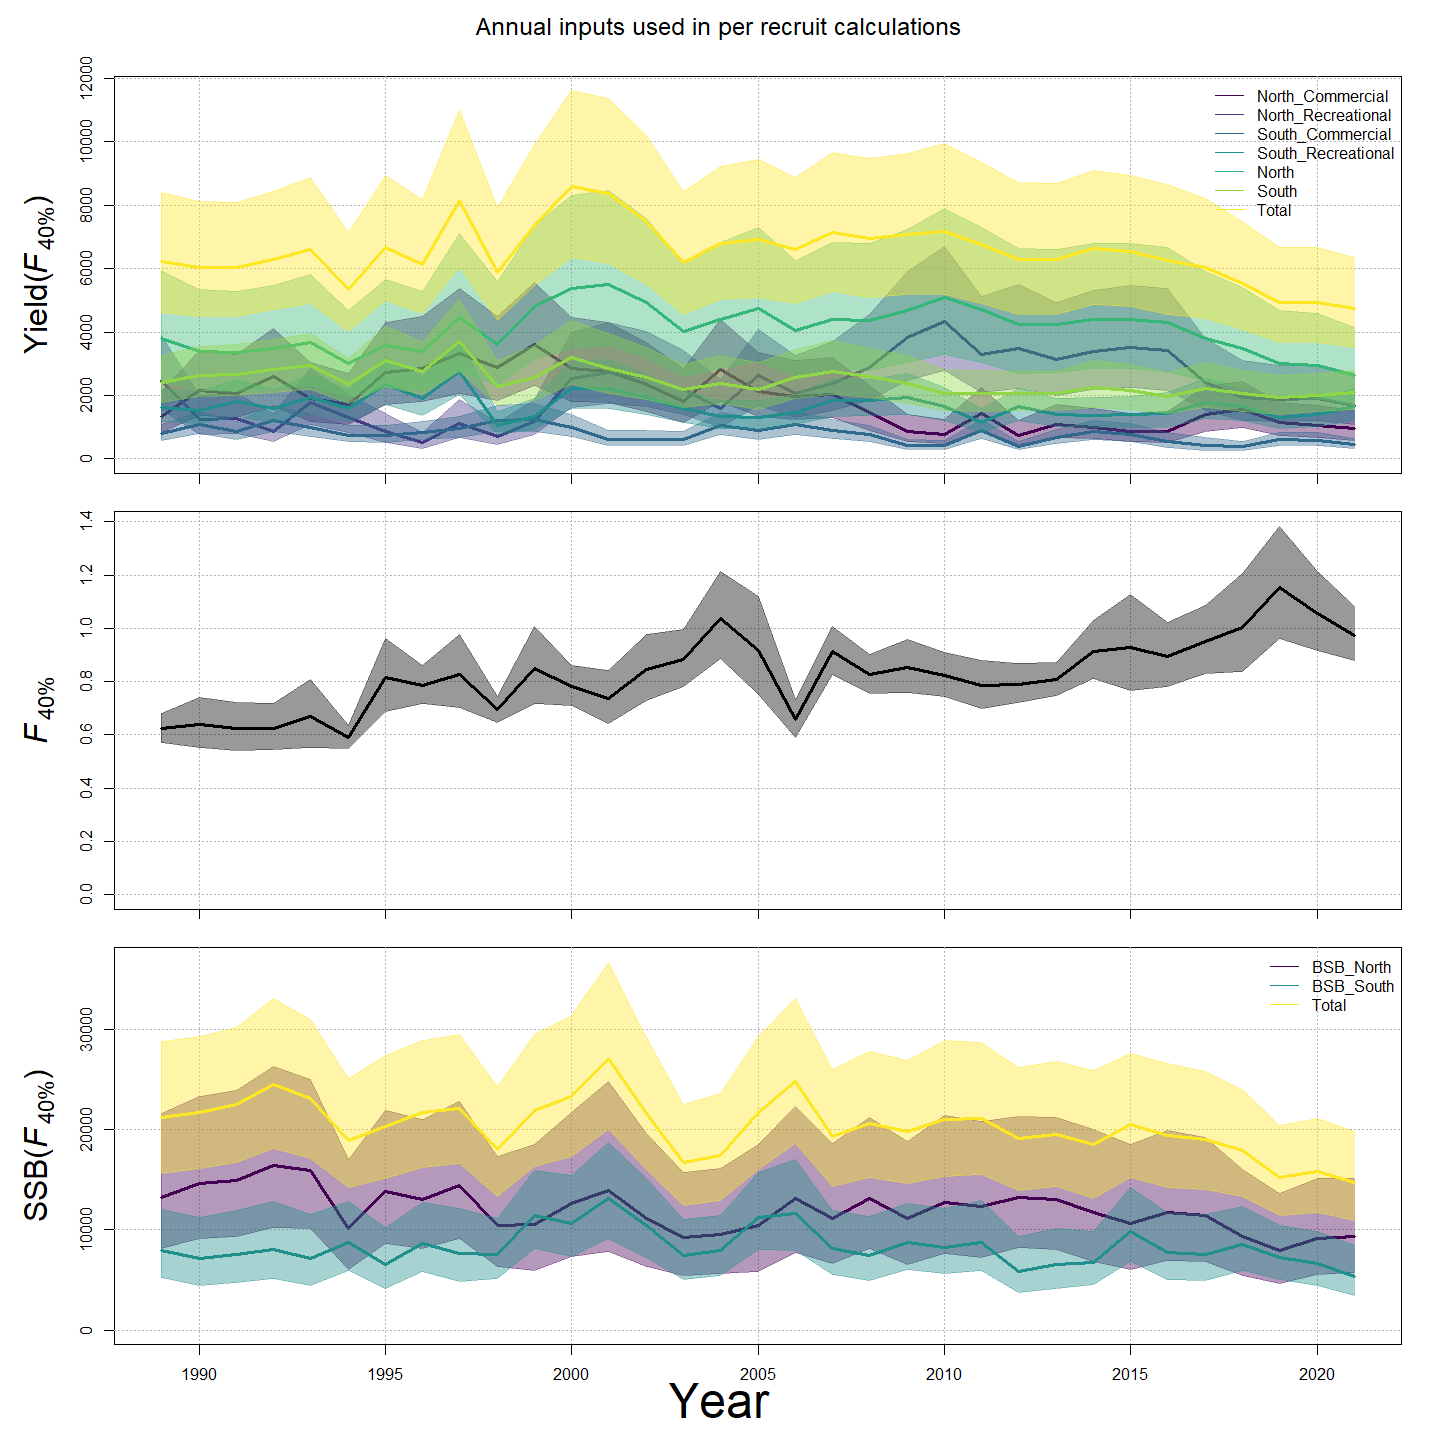 Annual inputs used in per recruit calculations
Yield(F40%)
12000
10000
8000
6000
4000
2000
0
North_Commercial
North_Recreational
South_Commercial
South_Recreational
North
South
Total
F40%
1.4
1.2
1.0
0.8
0.6
0.4
0.2
0.0
SSB(F40%)
30000
20000
10000
0
BSB_North
BSB_South
Total
1990 1995 2000 2005 2010 2015 2020
Year